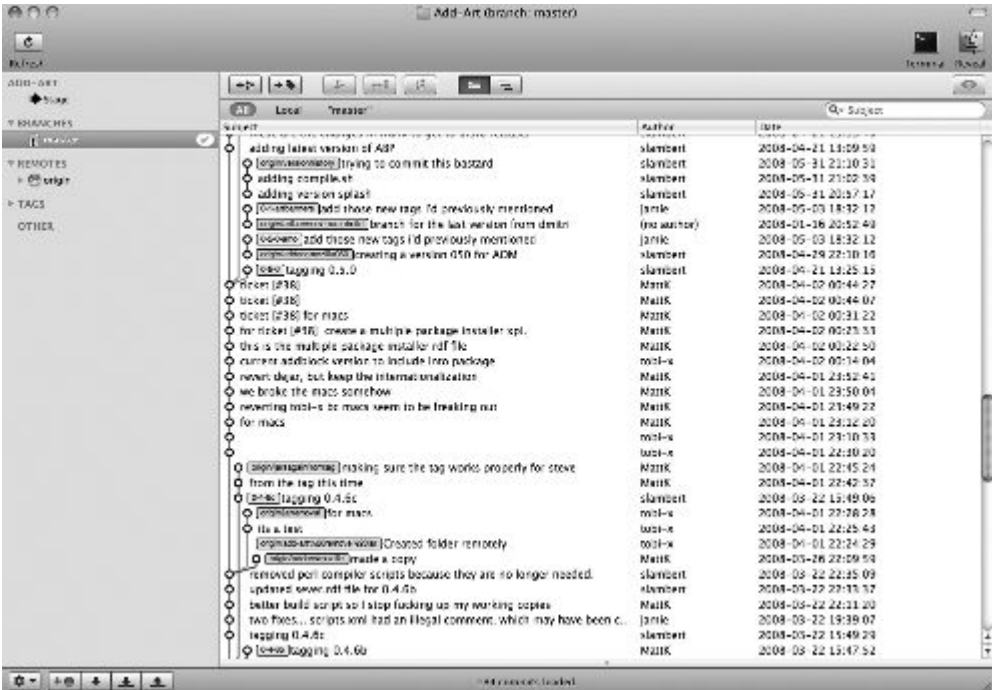 Add-Art (branch: master)
Refresh
Terminal Reveal
ADD-ART
Stage
BRANCHES
master
REMOTES
origin
TAGS
OTHER
All Local "master"
Subject
Subject Author Date
adding latest version of ABP slambert 2008-04-21 13:09:59
trying to commit this bastard slambert 2008-05-31 21:10:31
adding compile.sh slambert 2008-05-31 21:02:39
adding version splash slambert 2008-05-31 20:57:17
add those new tags i'd previously mentioned jamie 2008-05-03 18:32:12
branch for the last version from dmitri (no author) 2008-01-16 20:52:49
add those new tags i'd previously mentioned jamie 2008-05-03 18:32:12
creating a version 050 for AOM slambert 2008-04-29 22:10:16
tagging 0.5.0 slambert 2008-04-21 13:25:15
ticket [#38] MattK 2008-04-02 00:44:27
ticket [#38] MattK 2008-04-02 00:44:07
ticket [#38] for macs MattK 2008-04-02 00:31:22
for ticket [#38] create a multiple package installer xpi. MattK 2008-04-02 00:23:33
this is the multiple package installer rdf file MattK 2008-04-02 00:22:50
current addblock version to include into package tobi-x 2008-04-02 00:14:04
revert dejar, but keep the internationalization MattK 2008-04-01 23:52:41
we broke the macs somehow MattK 2008-04-01 23:50:04
reverting tobi-x bc macs seem to be freaking out MattK 2008-04-01 23:49:22
for macs MattK 2008-04-01 23:12:20
tobi-x 2008-04-01 23:10:33
tobi-x 2008-04-01 22:30:20
making sure the tag works properly for steve MattK 2008-04-01 22:45:24
from the tag this time MattK 2008-04-01 22:42:37
tagging 0.4.6c slambert 2008-03-22 15:49:06
for macs tobi-x 2008-04-01 22:28:28
its a test tobi-x 2008-04-01 22:25:43
Created folder remotely tobi-x 2008-04-01 22:24:29
made a copy MattK 2008-03-26 22:09:59
removed perl compiler scripts because they are no longer needed. slambert 2008-03-22 22:35:09
updated sever.rdf file for 0.4.6b slambert 2008-03-22 22:33:37
better build script so I stop fucking up my working copies MattK 2008-03-22 22:11:20
two fixes... scripts.xml had an illegal comment, which may have been c... jamie 2008-03-22 19:39:07
tagging 0.4.6c slambert 2008-03-22 15:49:29
tagging 0.4.6b MattK 2008-03-22 15:47:52
commits loaded